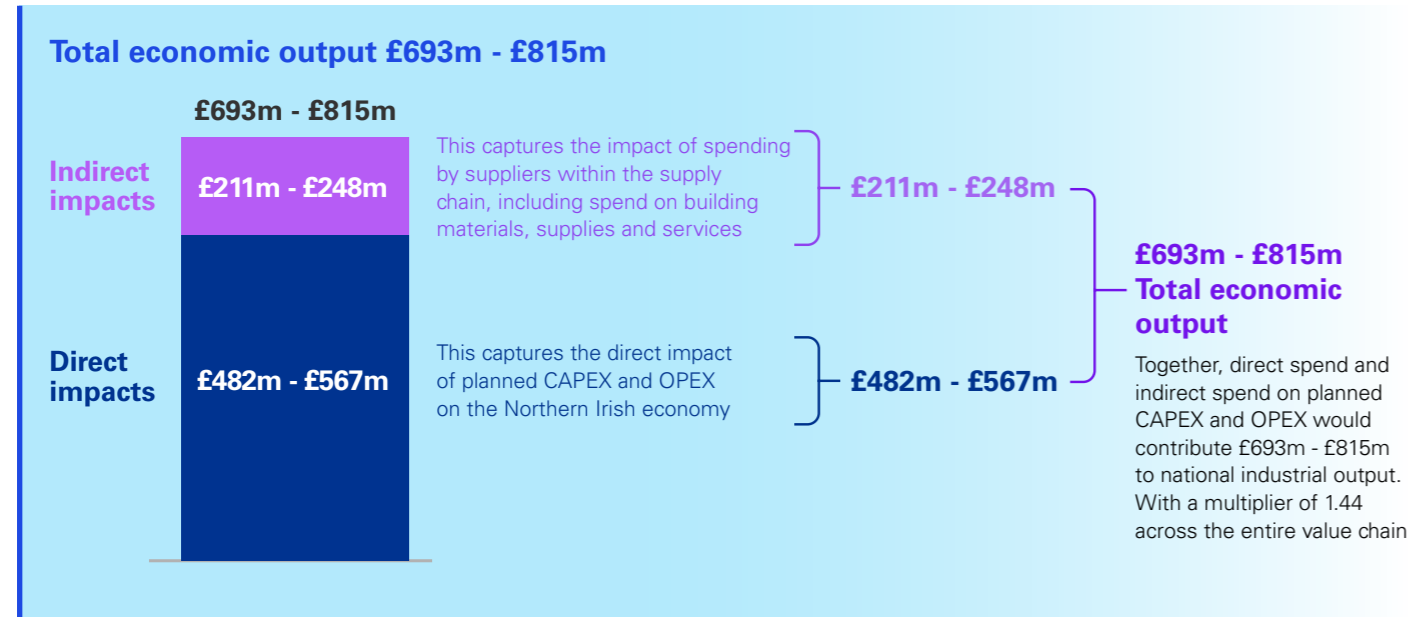 Total economic output £693m - £815m
£693m - £815m
Indirect
impacts
£211m - £248m
This captures the impact of spending
by suppliers within the supply
chain, including spend on building
materials, supplies and services
£211m - £248m
Direct
impacts
£482m - £567m
This captures the direct impact
of planned CAPEX and OPEX
on the Northern Irish economy
£482m - £567m
£693m - £815m
Total economic
output
Together, direct spend and
indirect spend on planned
CAPEX and OPEX would
contribute £693m - £815m
to national industrial output.
With a multiplier of 1.44
across the entire value chain